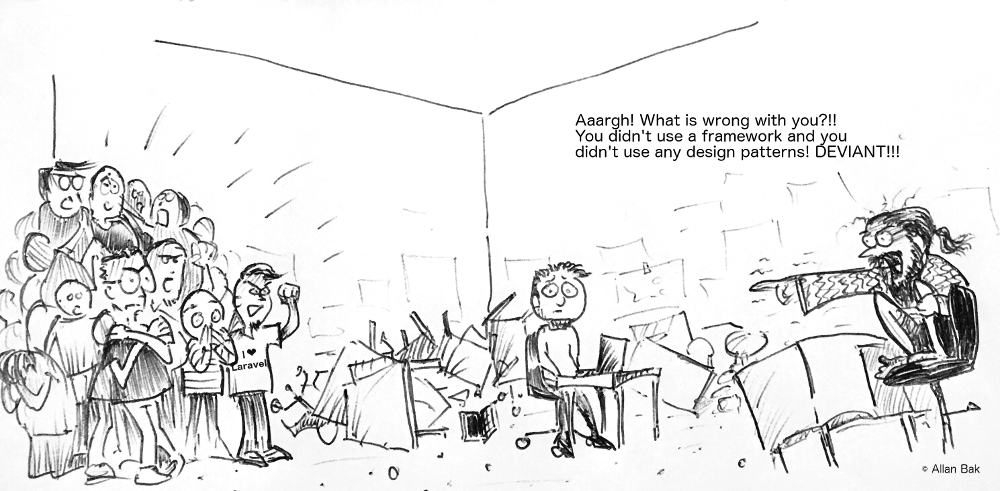 Aaargh! What is wrong with you?!!
You didn't use a framework and you
didn't use any design patterns! DEVIANT!!!
I ♥
Laravel
© Allan Bak